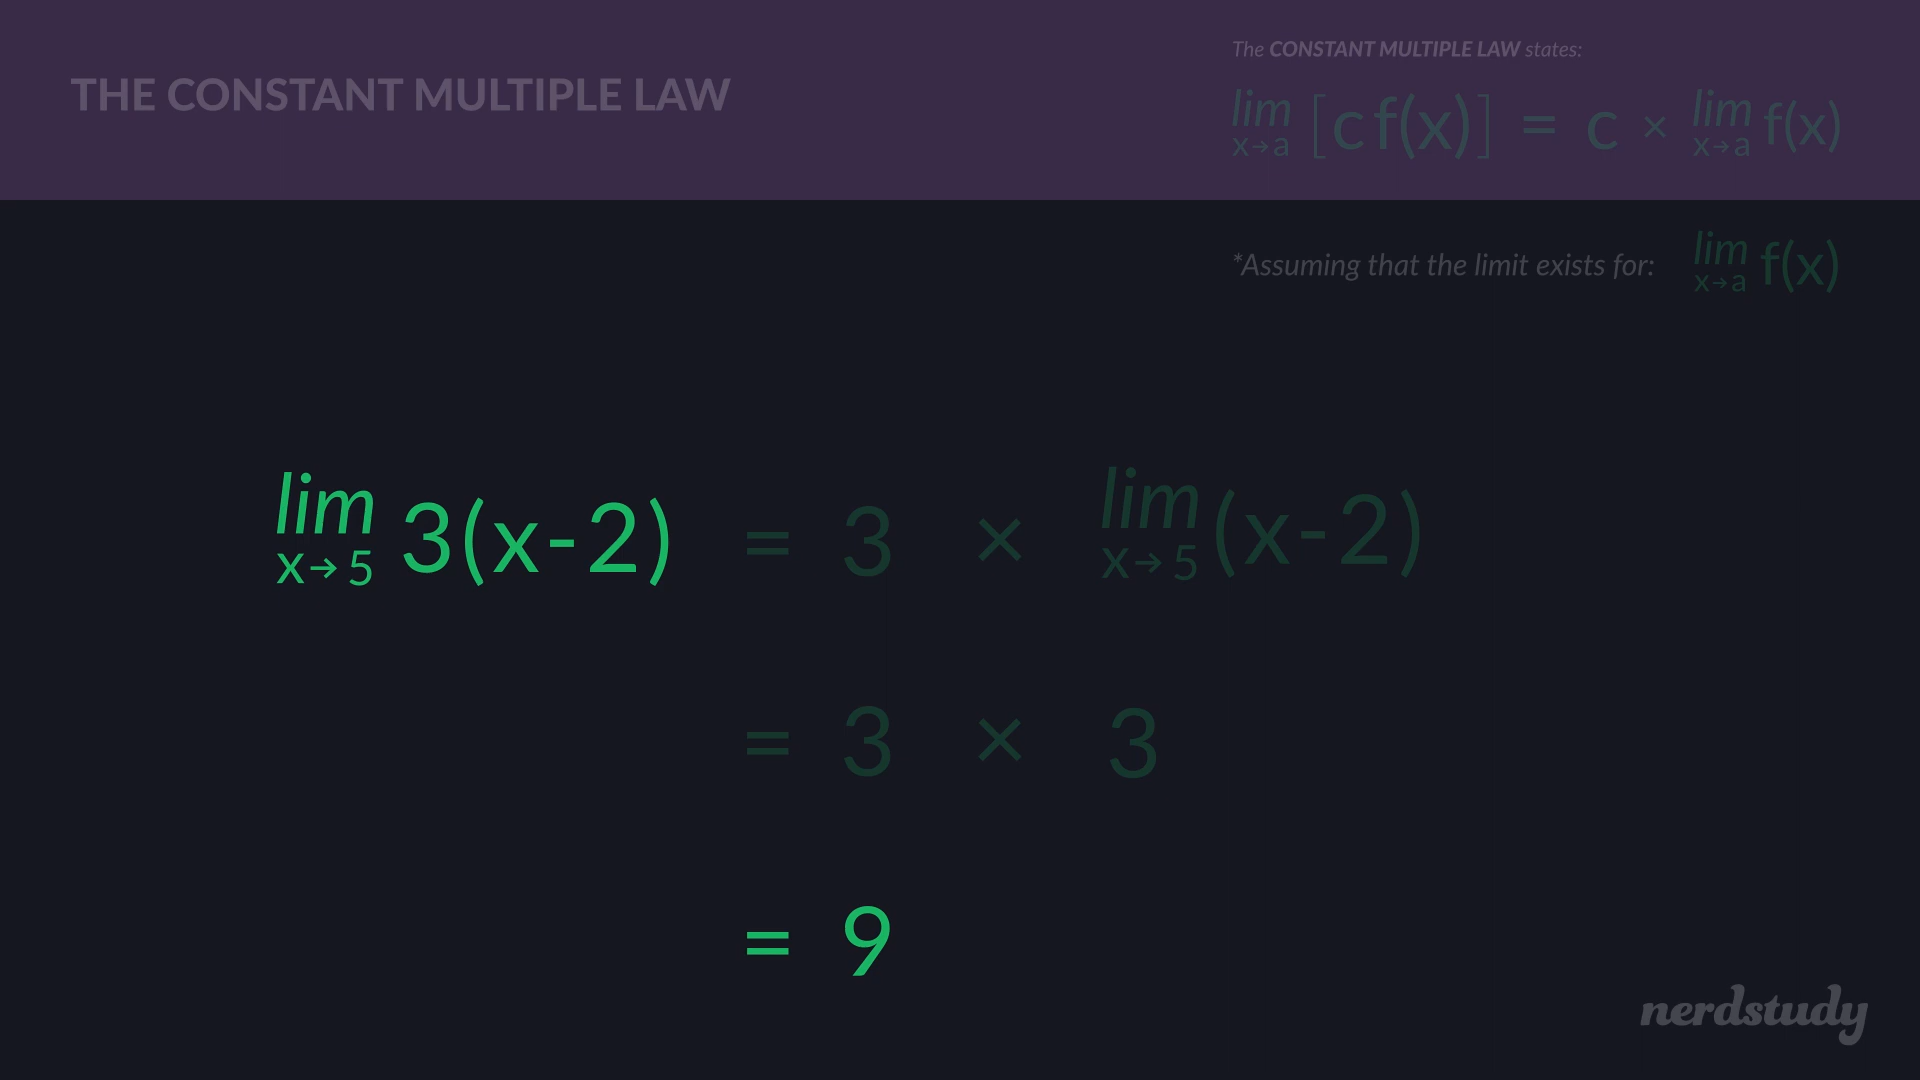 THE CONSTANT MULTIPLE LAW
The CONSTANT MULTIPLE LAW states:
lim x→a [c f(x)] = c × lim x→a f(x)
*Assuming that the limit exists for: lim x→a f(x)
lim x→5 3(x-2) = 3 × lim x→5 (x-2)
= 3 × 3
= 9
nerdstudy